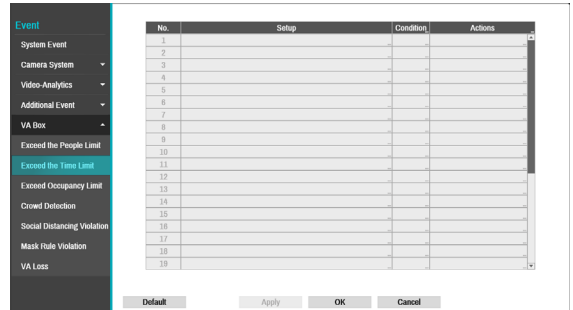 Event
System Event
Camera System
Video-Analytics
Additional Event
VA Box
Exceed the People Limit
Exceed the Time Limit
Exceed Occupancy Limit
Crowd Detection
Social Distancing Violation
Mask Rule Violation
VA Loss
No. Setup Condition... Actions ...
1 ... ... ...
2 ... ... ...
3 ... ... ...
4 ... ... ...
5 ... ... ...
6 ... ... ...
7 ... ... ...
8 ... ... ...
9 ... ... ...
10 ... ... ...
11 ... ... ...
12 ... ... ...
13 ... ... ...
14 ... ... ...
15 ... ... ...
16 ... ... ...
17 ... ... ...
18 ... ... ...
19 ... ... ...
Default Apply OK Cancel